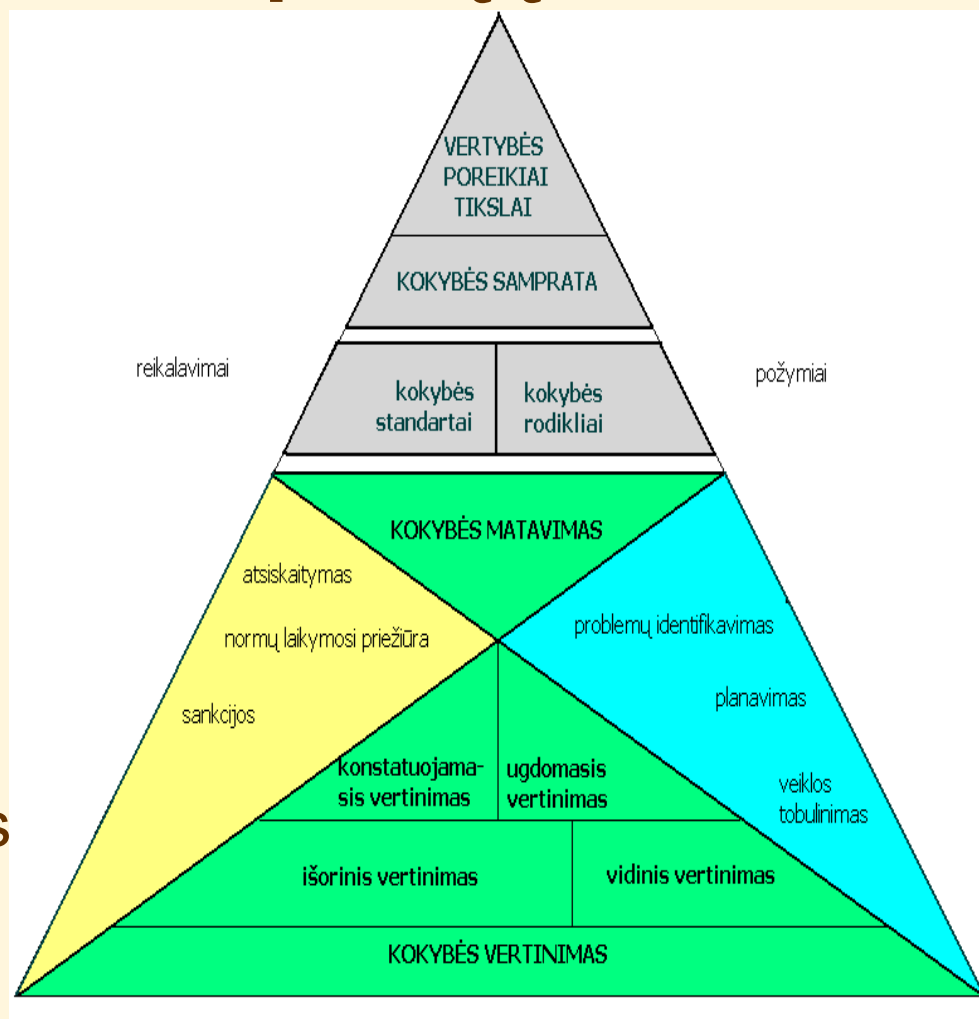 VERTYBĖS
POREIKIAI
TIKSLAI
KOKYBĖS SAMPRATA
reikalavimai
požymiai
kokybės
standartai
kokybės
rodikliai
KOKYBĖS MATAVIMAS
atsiskaitymas
normų laikymosi priežiūra
sankcijos
problemų identifikavimas
planavimas
veiklos
tobulinimas
konstatuojama-
sis vertinimas
ugdomasis
vertinimas
išorinis vertinimas
vidinis vertinimas
KOKYBĖS VERTINIMAS